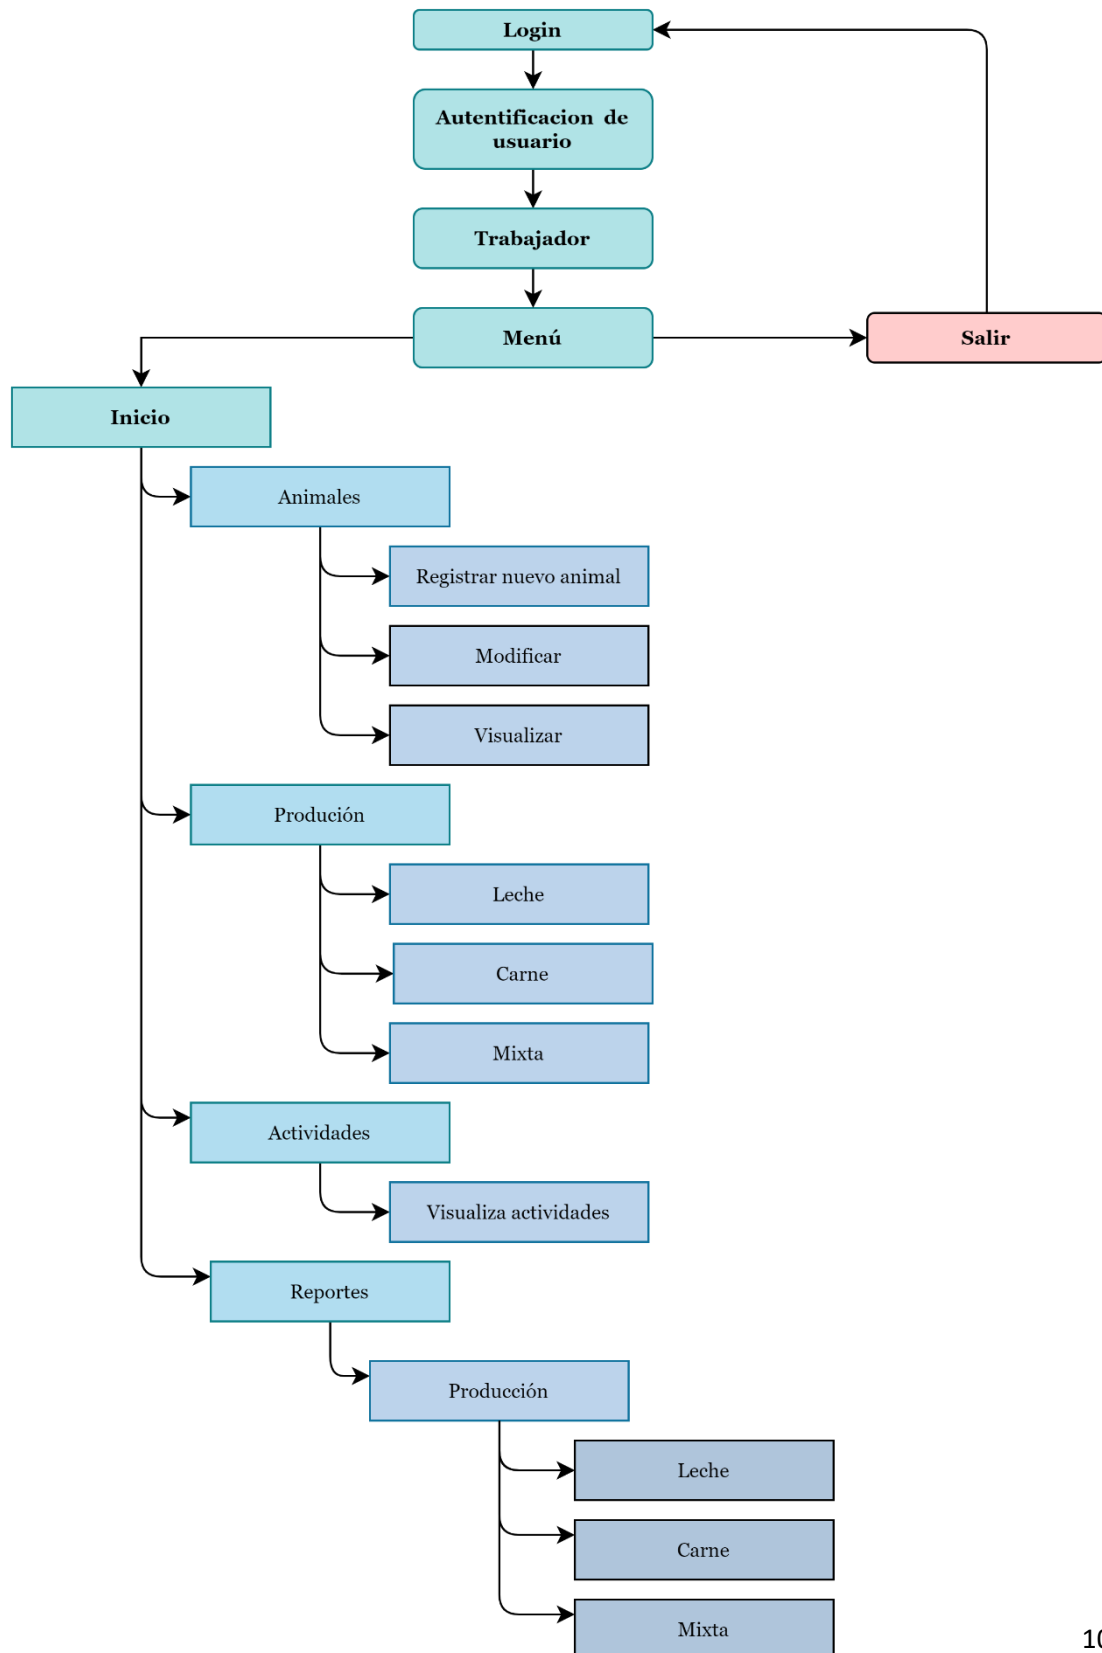 Login
Autentificacion de
usuario
Trabajador
Menú
Salir
Inicio
Animales
Registrar nuevo animal
Modificar
Visualizar
Produción
Leche
Carne
Mixta
Actividades
Visualiza actividades
Reportes
Producción
Leche
Carne
Mixta